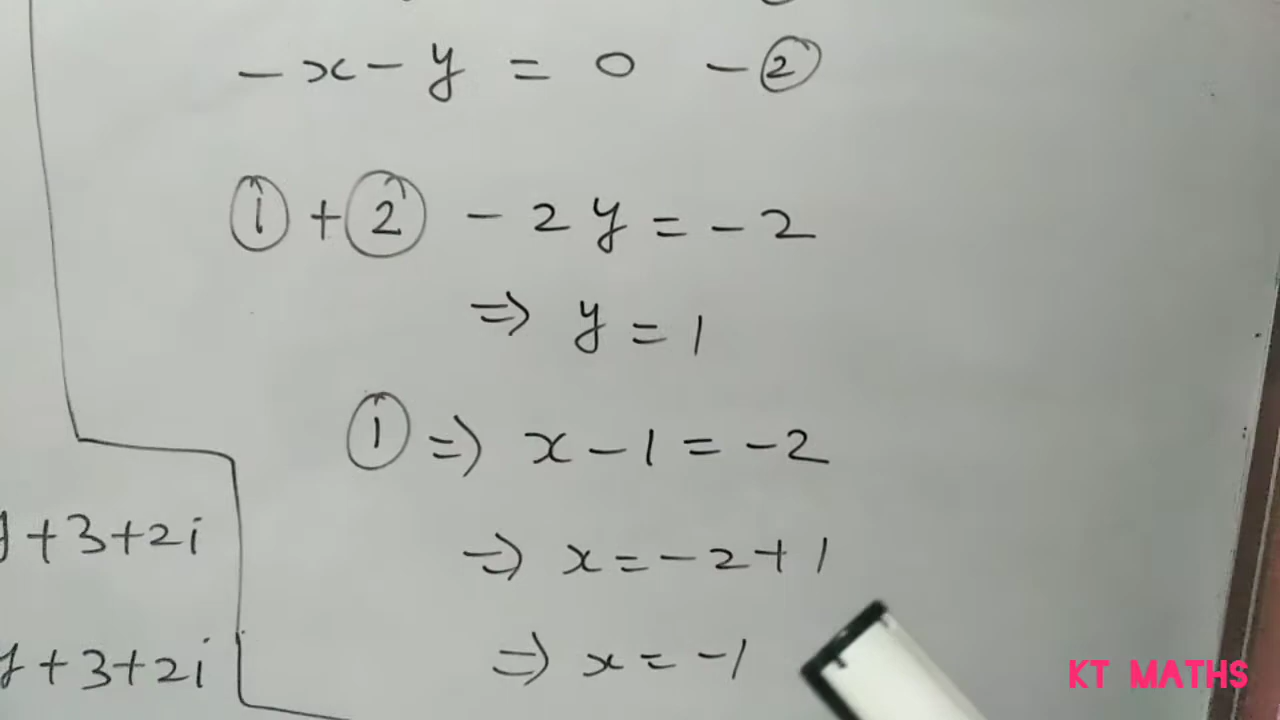 -x - y = 0 - ②
① + ② - 2y = -2
⇒ y = 1
① ⇒ x - 1 = -2
y + 3 + 2i
⇒ x = -2 + 1
y + 3 + 2i
⇒ x = -1
KT MATHS